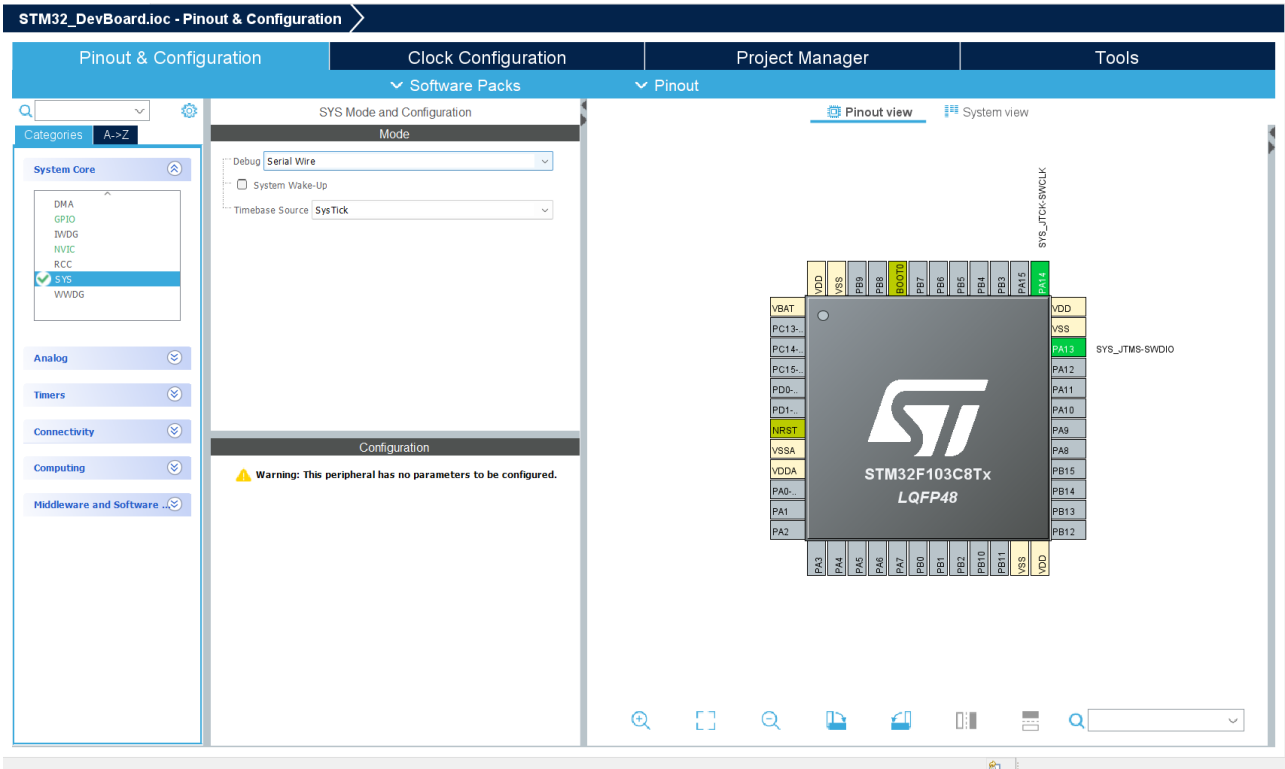 STM32_DevBoard.ioc - Pinout & Configuration
Pinout & Configuration
Clock Configuration
Project Manager
Tools
Software Packs
Pinout
Categories
A->Z
System Core
DMA
GPIO
IWDG
NVIC
RCC
SYS
WWDG
Analog
Timers
Connectivity
Computing
Middleware and Software ...
SYS Mode and Configuration
Mode
Debug Serial Wire
System Wake-Up
Timebase Source SysTick
Configuration
Warning: This peripheral has no parameters to be configured.
Pinout view
System view
SYS_JTCK-SWCLK
VDD
VSS
PB9
PB8
BOOT0
PB7
PB6
PB5
PB4
PB3
PA15
PA14
VBAT
PC13-..
PC14-..
PC15-..
PD0-..
PD1-..
NRST
VSSA
VDDA
PA0-..
PA1
PA2
STM32F103C8Tx
LQFP48
VDD
VSS
PA13 SYS_JTMS-SWDIO
PA12
PA11
PA10
PA9
PA8
PB15
PB14
PB13
PB12
PA3
PA4
PA5
PA6
PA7
PB0
PB1
PB2
PB10
PB11
VSS
VDD